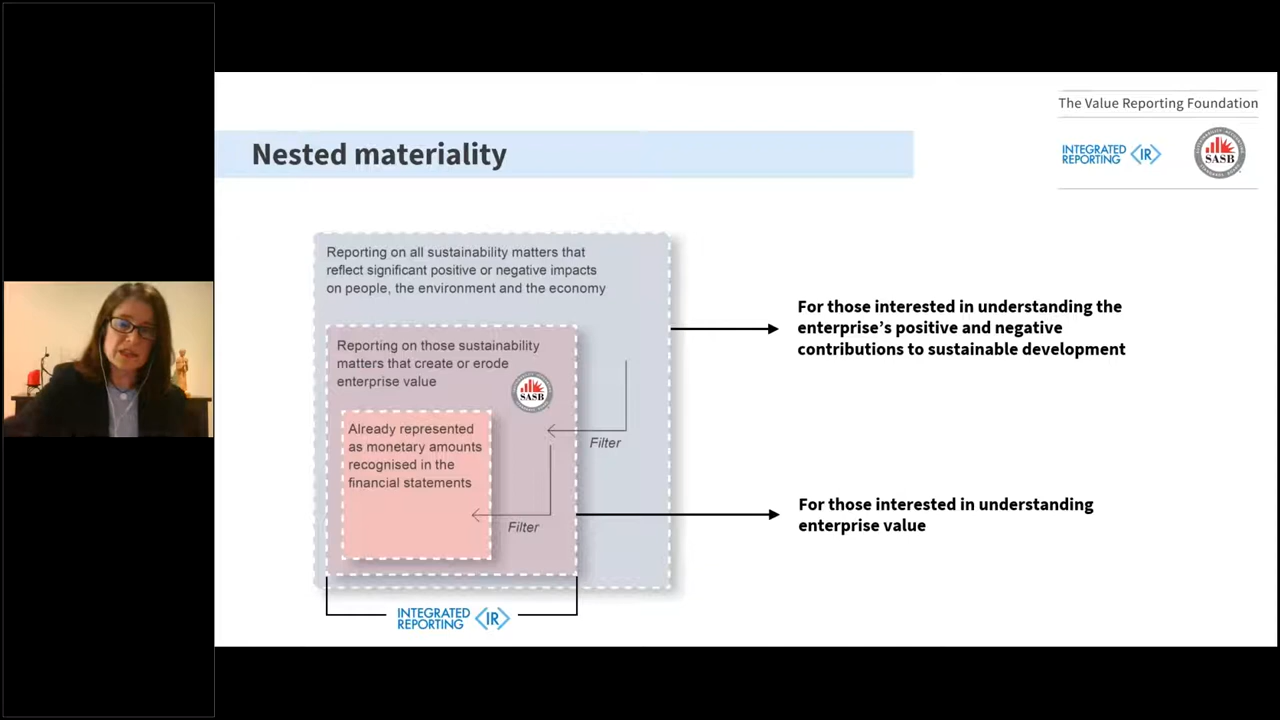 The Value Reporting Foundation
INTEGRATED
REPORTING
<IR>
SASB
Nested materiality
Reporting on all sustainability matters that
reflect significant positive or negative impacts
on people, the environment and the economy
Reporting on those sustainability
matters that create or erode
enterprise value
SASB
Already represented
as monetary amounts
recognised in the
financial statements
Filter
Filter
For those interested in understanding the
enterprise's positive and negative
contributions to sustainable development
For those interested in understanding
enterprise value
INTEGRATED
REPORTING
<IR>